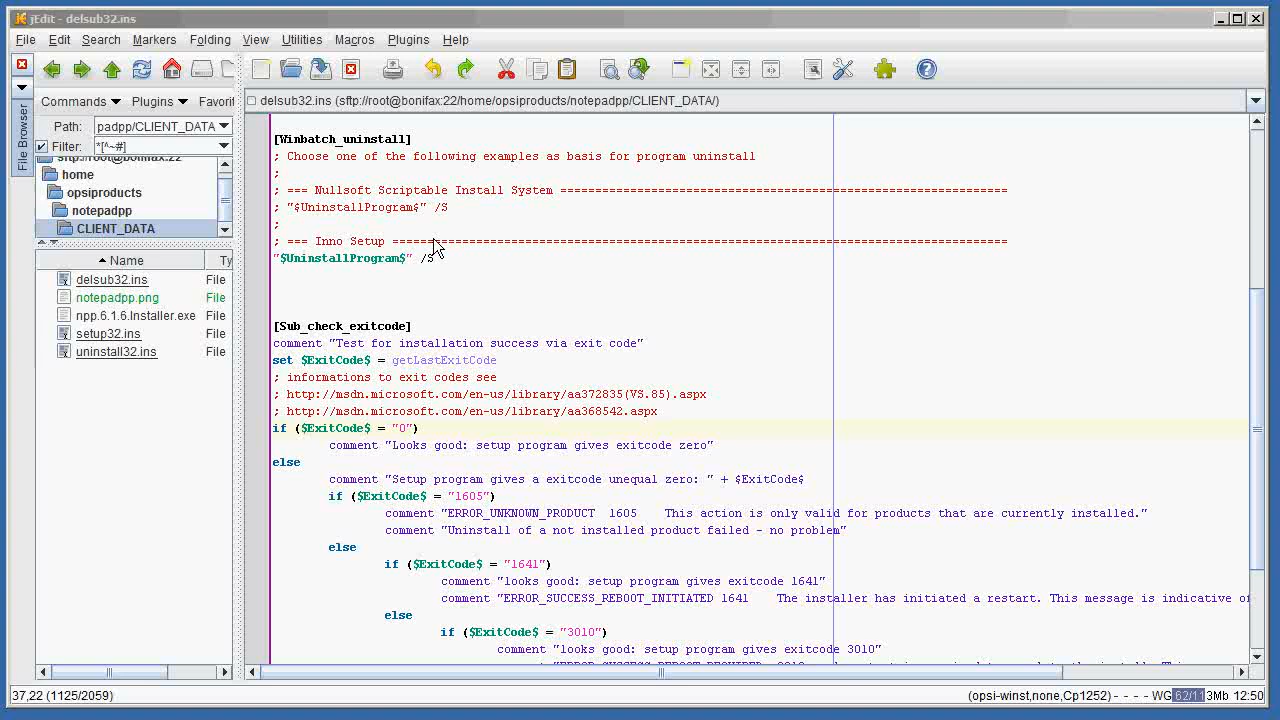 jEdit - delsub32.ins
File Edit Search Markers Folding View Utilities Macros Plugins Help
File Browser
Commands Plugins Favori
delsub32.ins (sftp://root@bonifax:22/home/opsiproducts/notepadpp/CLIENT_DATA/)
Path: padpp/CLIENT_DATA
Filter: *[^~#]
sftp://root@bonifax:22
home
opsiproducts
notepadpp
CLIENT_DATA
Name Ty
delsub32.ins File
notepadpp.png File
npp.6.1.6.Installer.exe File
setup32.ins File
uninstall32.ins File
[Winbatch_uninstall]
; Choose one of the following examples as basis for program uninstall
;
; === Nullsoft Scriptable Install System ================================================================
; "$UninstallProgram$" /S
;
; === Inno Setup ========================================================================================
"$UninstallProgram$" /S
[Sub_check_exitcode]
comment "Test for installation success via exit code"
set $ExitCode$ = getLastExitCode
; informations to exit codes see
; http://msdn.microsoft.com/en-us/library/aa372835(VS.85).aspx
; http://msdn.microsoft.com/en-us/library/aa368542.aspx
if ($ExitCode$ = "0")
comment "Looks good: setup program gives exitcode zero"
else
comment "Setup program gives a exitcode unequal zero: " + $ExitCode$
if ($ExitCode$ = "1605")
comment "ERROR_UNKNOWN_PRODUCT 1605 This action is only valid for products that are currently installed."
comment "Uninstall of a not installed product failed - no problem"
else
if ($ExitCode$ = "1641")
comment "looks good: setup program gives exitcode 1641"
comment "ERROR_SUCCESS_REBOOT_INITIATED 1641 The installer has initiated a restart. This message is indicative of
else
if ($ExitCode$ = "3010")
comment "looks good: setup program gives exitcode 3010"
37,22 (1125/2059)
(opsi-winst,none,Cp1252) - - - - WG 62/113Mb 12:50